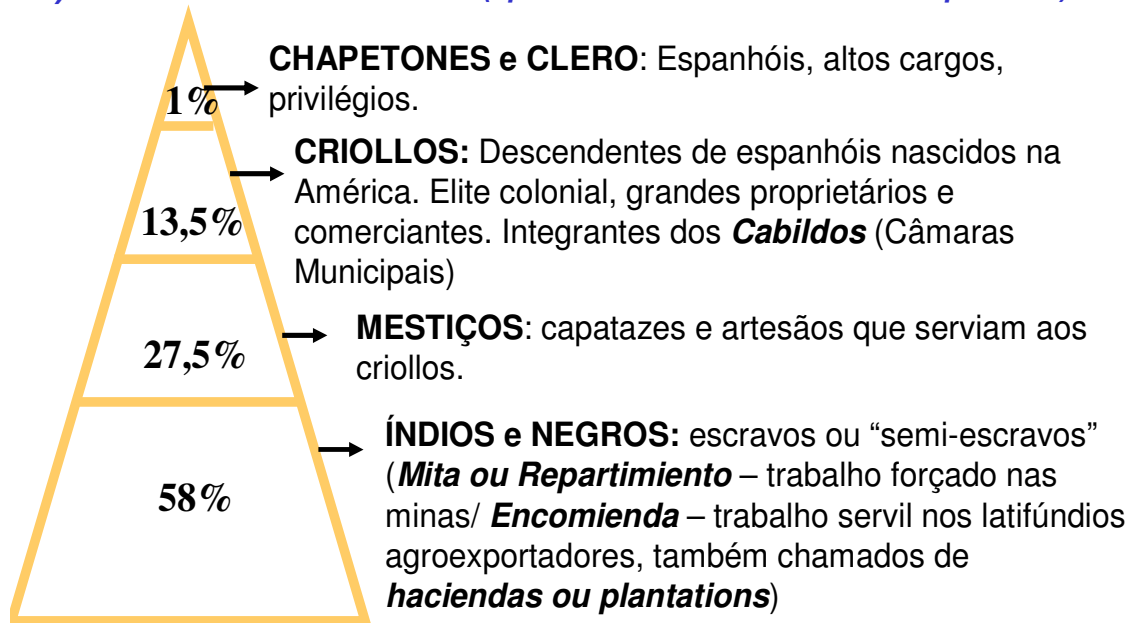 CHAPETONES e CLERO: Espanhóis, altos cargos,
privilégios.
1%
CRIOLLOS: Descendentes de espanhóis nascidos na
América. Elite colonial, grandes proprietários e
comerciantes. Integrantes dos Cabildos (Câmaras
Municipais)
13,5%
MESTIÇOS: capatazes e artesãos que serviam aos
criollos.
27,5%
ÍNDIOS e NEGROS: escravos ou “semi-escravos”
(Mita ou Repartimiento – trabalho forçado nas
minas/ Encomienda – trabalho servil nos latifúndios
agroexportadores, também chamados de
haciendas ou plantations)
58%